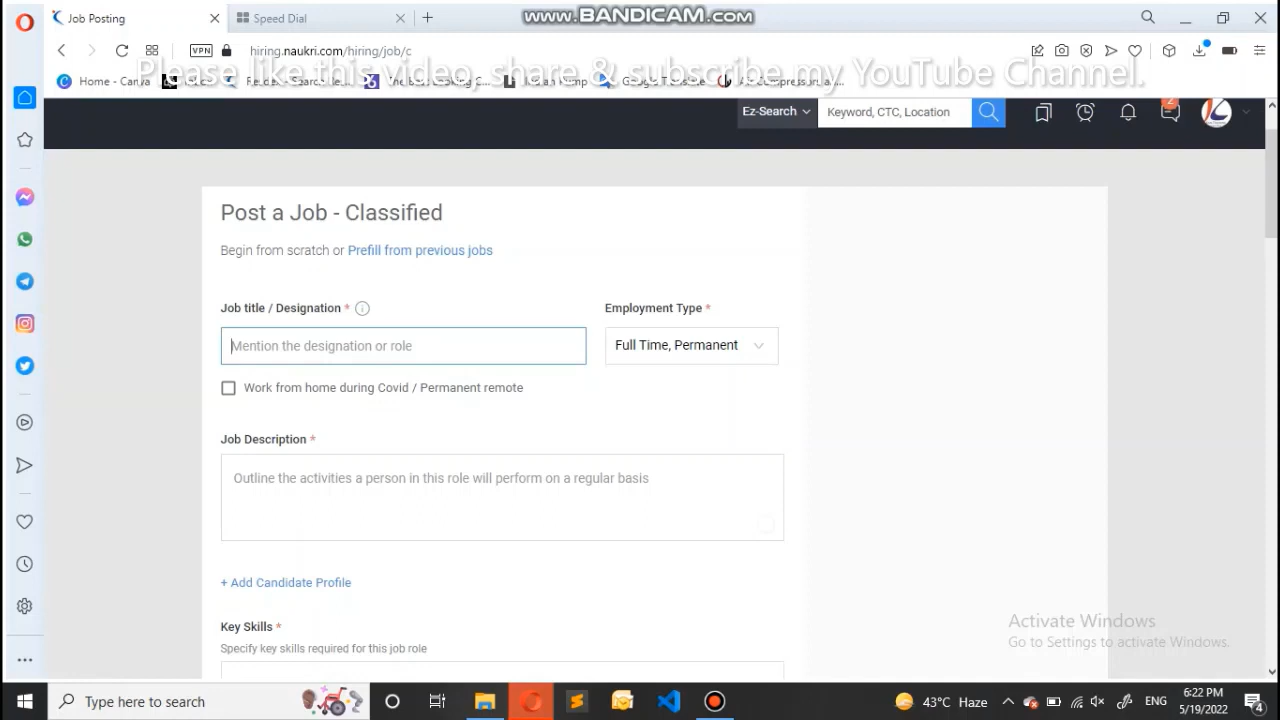 Job Posting
Speed Dial
www.BANDICAM.com
VPN
hiring.naukri.com/hiring/job/c
Please like this video, share & subscribe my YouTube Channel.
Home - Canva
Google Translate
Ez-Search
Keyword, CTC, Location
2
Post a Job - Classified
Begin from scratch or Prefill from previous jobs
Job title / Designation *
Employment Type *
Mention the designation or role
Full Time, Permanent
Work from home during Covid / Permanent remote
Job Description *
Outline the activities a person in this role will perform on a regular basis
+ Add Candidate Profile
Key Skills *
Specify key skills required for this job role
Activate Windows
Go to Settings to activate Windows.
Type here to search
43°C Haze
ENG
6:22 PM
5/19/2022
4